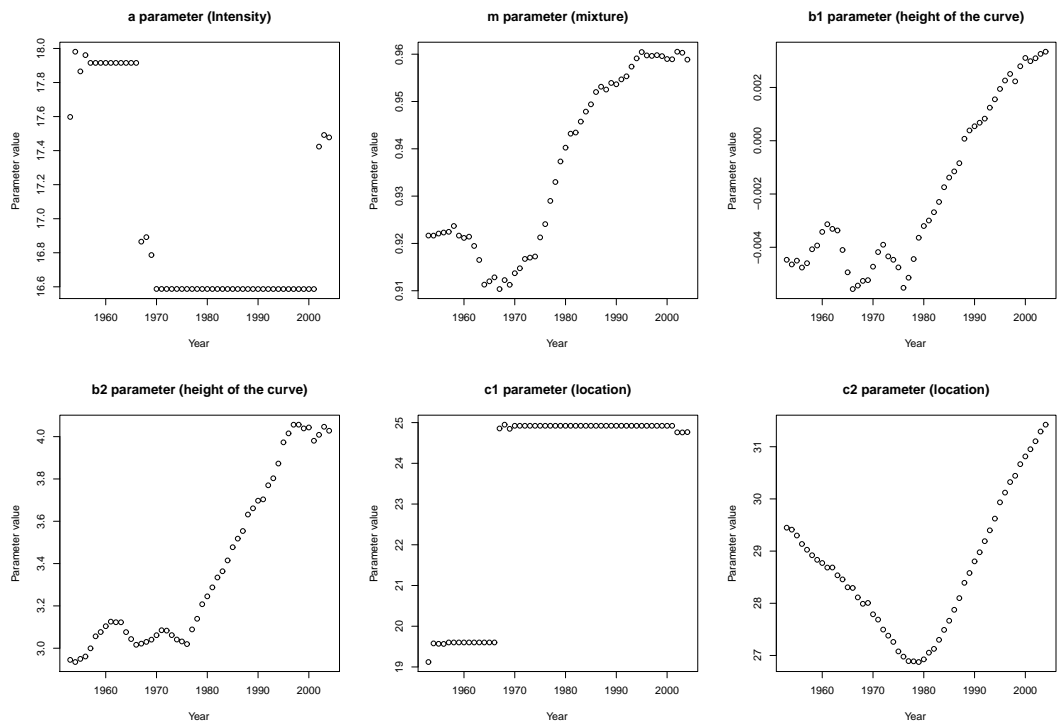 a parameter (Intensity)
Parameter value
18.0
17.8
17.6
17.4
17.2
17.0
16.8
16.6
1960 1970 1980 1990 2000
Year
m parameter (mixture)
Parameter value
0.96
0.95
0.94
0.93
0.92
0.91
1960 1970 1980 1990 2000
Year
b1 parameter (height of the curve)
Parameter value
0.002
0.000
−0.002
−0.004
1960 1970 1980 1990 2000
Year
b2 parameter (height of the curve)
Parameter value
4.0
3.8
3.6
3.4
3.2
3.0
1960 1970 1980 1990 2000
Year
c1 parameter (location)
Parameter value
25
24
23
22
21
20
19
1960 1970 1980 1990 2000
Year
c2 parameter (location)
Parameter value
31
30
29
28
27
1960 1970 1980 1990 2000
Year